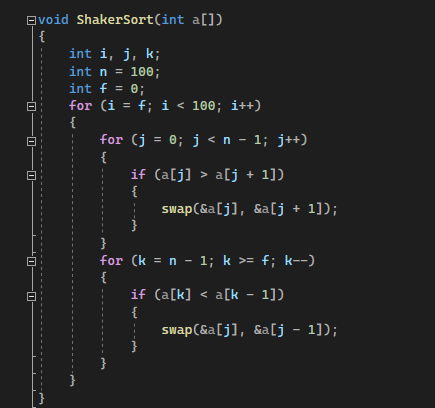 void ShakerSort(int a[])
{
int i, j, k;
int n = 100;
int f = 0;
for (i = f; i < 100; i++)
{
for (j = 0; j < n - 1; j++)
{
if (a[j] > a[j + 1])
{
swap(&a[j], &a[j + 1]);
}
}
for (k = n - 1; k >= f; k--)
{
if (a[k] < a[k - 1])
{
swap(&a[j], &a[j - 1]);
}
}
}
}